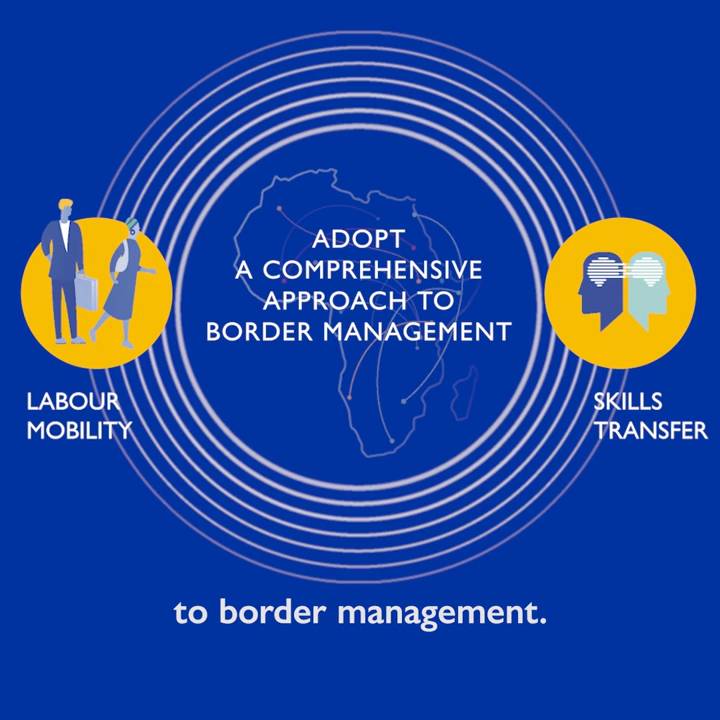 ADOPT
A COMPREHENSIVE
APPROACH TO
BORDER MANAGEMENT
LABOUR
MOBILITY
SKILLS
TRANSFER
to border management.